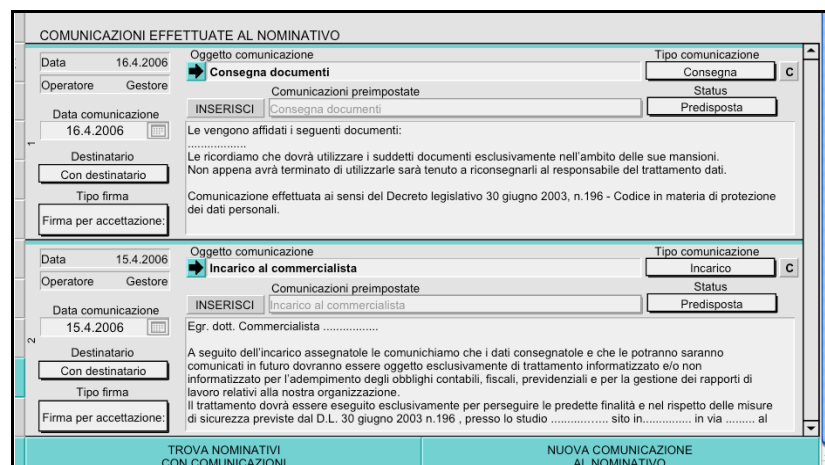 COMUNICAZIONI EFFETTUATE AL NOMINATIVO
Data 16.4.2006
Operatore Gestore
Data comunicazione
16.4.2006
1
Destinatario
Con destinatario
Tipo firma
Firma per accettazione:
Oggetto comunicazione
Consegna documenti
Tipo comunicazione
Consegna C
Comunicazioni preimpostate
INSERISCI Consegna documenti
Status
Predisposta
Le vengono affidati i seguenti documenti:
..................
Le ricordiamo che dovrà utilizzare i suddetti documenti esclusivamente nell'ambito delle sue mansioni.
Non appena avrà terminato di utilizzarle sarà tenuto a riconsegnarli al responsabile del trattamento dati.
Comunicazione effettuata ai sensi del Decreto legislativo 30 giugno 2003, n.196 - Codice in materia di protezione
dei dati personali.
Data 15.4.2006
Operatore Gestore
Data comunicazione
15.4.2006
2
Destinatario
Con destinatario
Tipo firma
Firma per accettazione:
Oggetto comunicazione
Incarico al commercialista
Tipo comunicazione
Incarico C
Comunicazioni preimpostate
INSERISCI Incarico al commercialista
Status
Predisposta
Egr. dott. Commercialista ................
A seguito dell'incarico assegnatole le comunichiamo che i dati consegnatole e che le potranno saranno
comunicati in futuro dovranno essere oggetto esclusivamente di trattamento informatizzato e/o non
informatizzato per l'adempimento degli obblighi contabili, fiscali, previdenziali e per la gestione dei rapporti di
lavoro relativi alla nostra organizzazione.
Il trattamento dovrà essere eseguito esclusivamente per perseguire le predette finalità e nel rispetto delle misure
di sicurezza previste dal D.L. 30 giugno 2003 n.196 , presso lo studio ................ sito in............... in via ......... al
TROVA NOMINATIVI
CON COMUNICAZIONI
NUOVA COMUNICAZIONE
AL NOMINATIVO